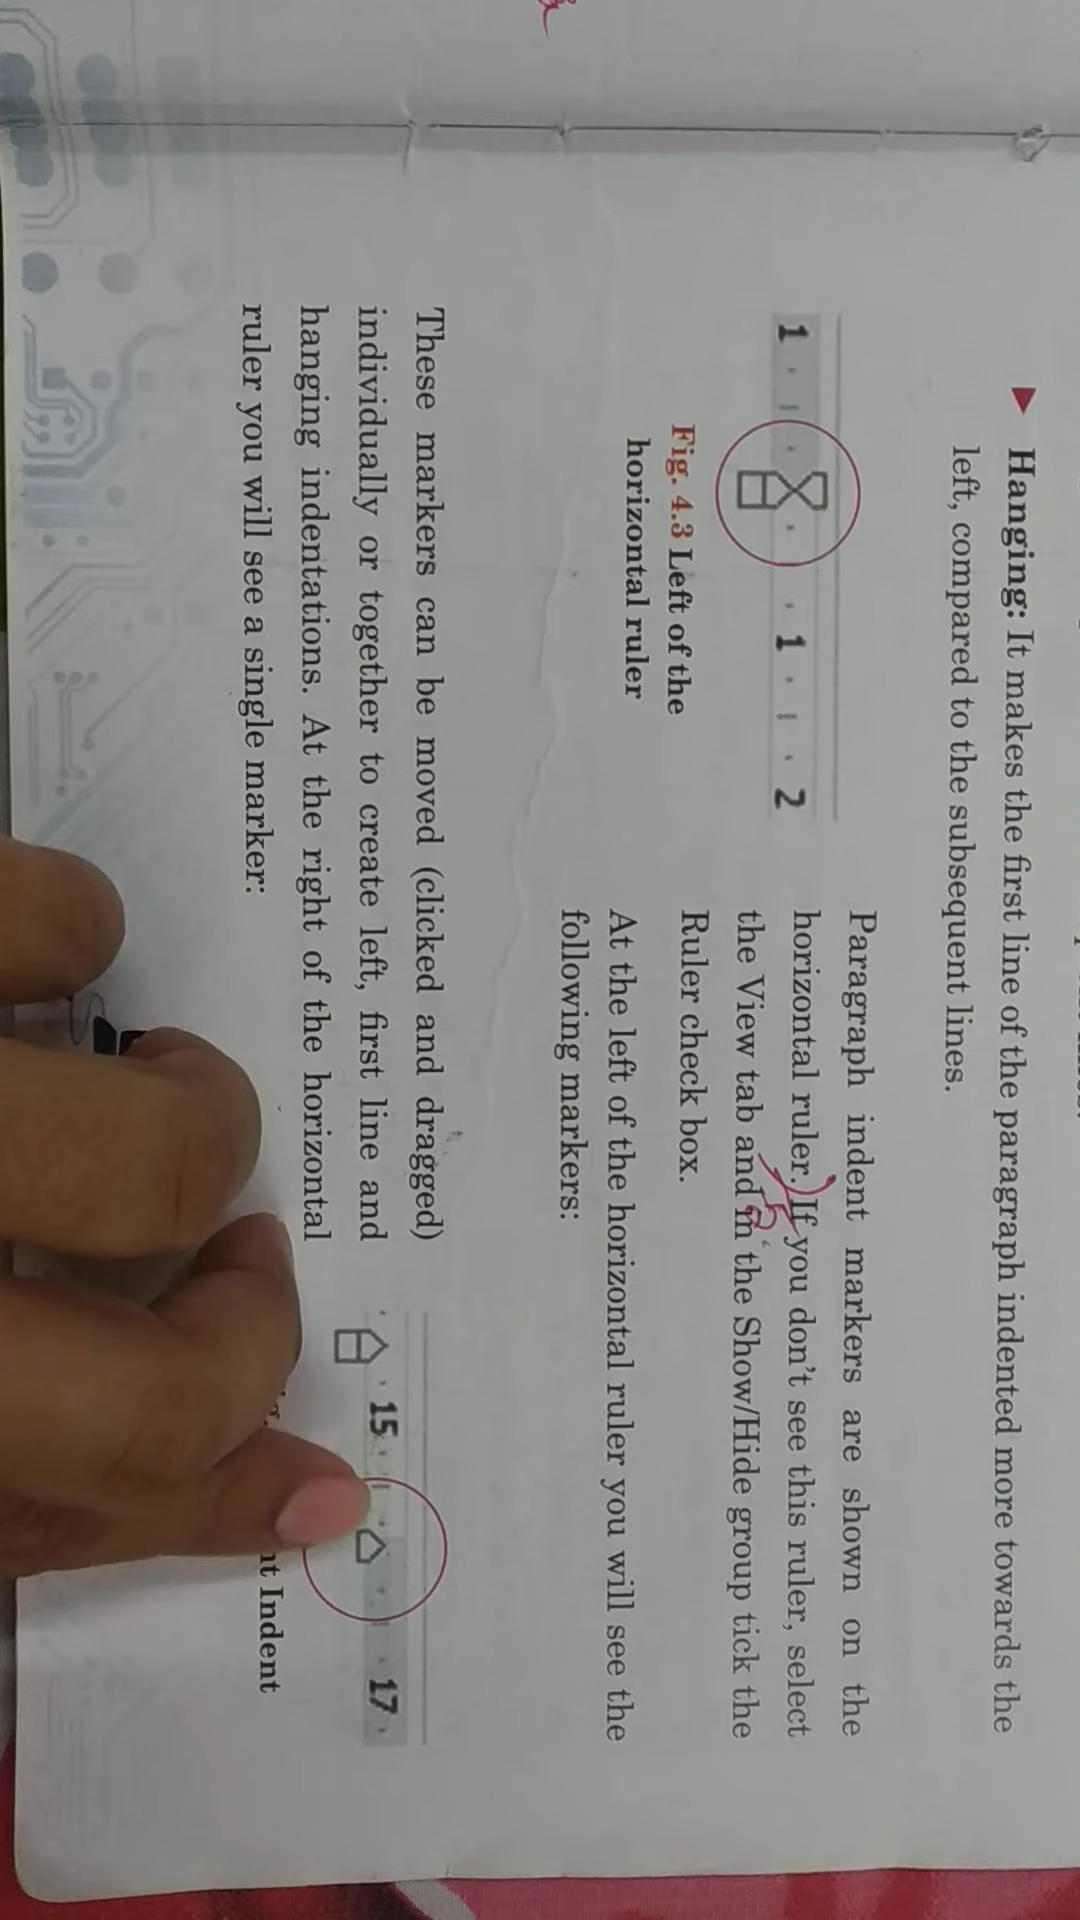 ▶ Hanging: It makes the first line of the paragraph indented more towards the
left, compared to the subsequent lines.
1 1 2
Fig. 4.3 Left of the
horizontal ruler
Paragraph indent markers are shown on the
horizontal ruler. If you don't see this ruler, select
the View tab and in the Show/Hide group tick the
Ruler check box.
At the left of the horizontal ruler you will see the
following markers:
These markers can be moved (clicked and dragged)
individually or together to create left, first line and
hanging indentations. At the right of the horizontal
ruler you will see a single marker:
15 17
Indent